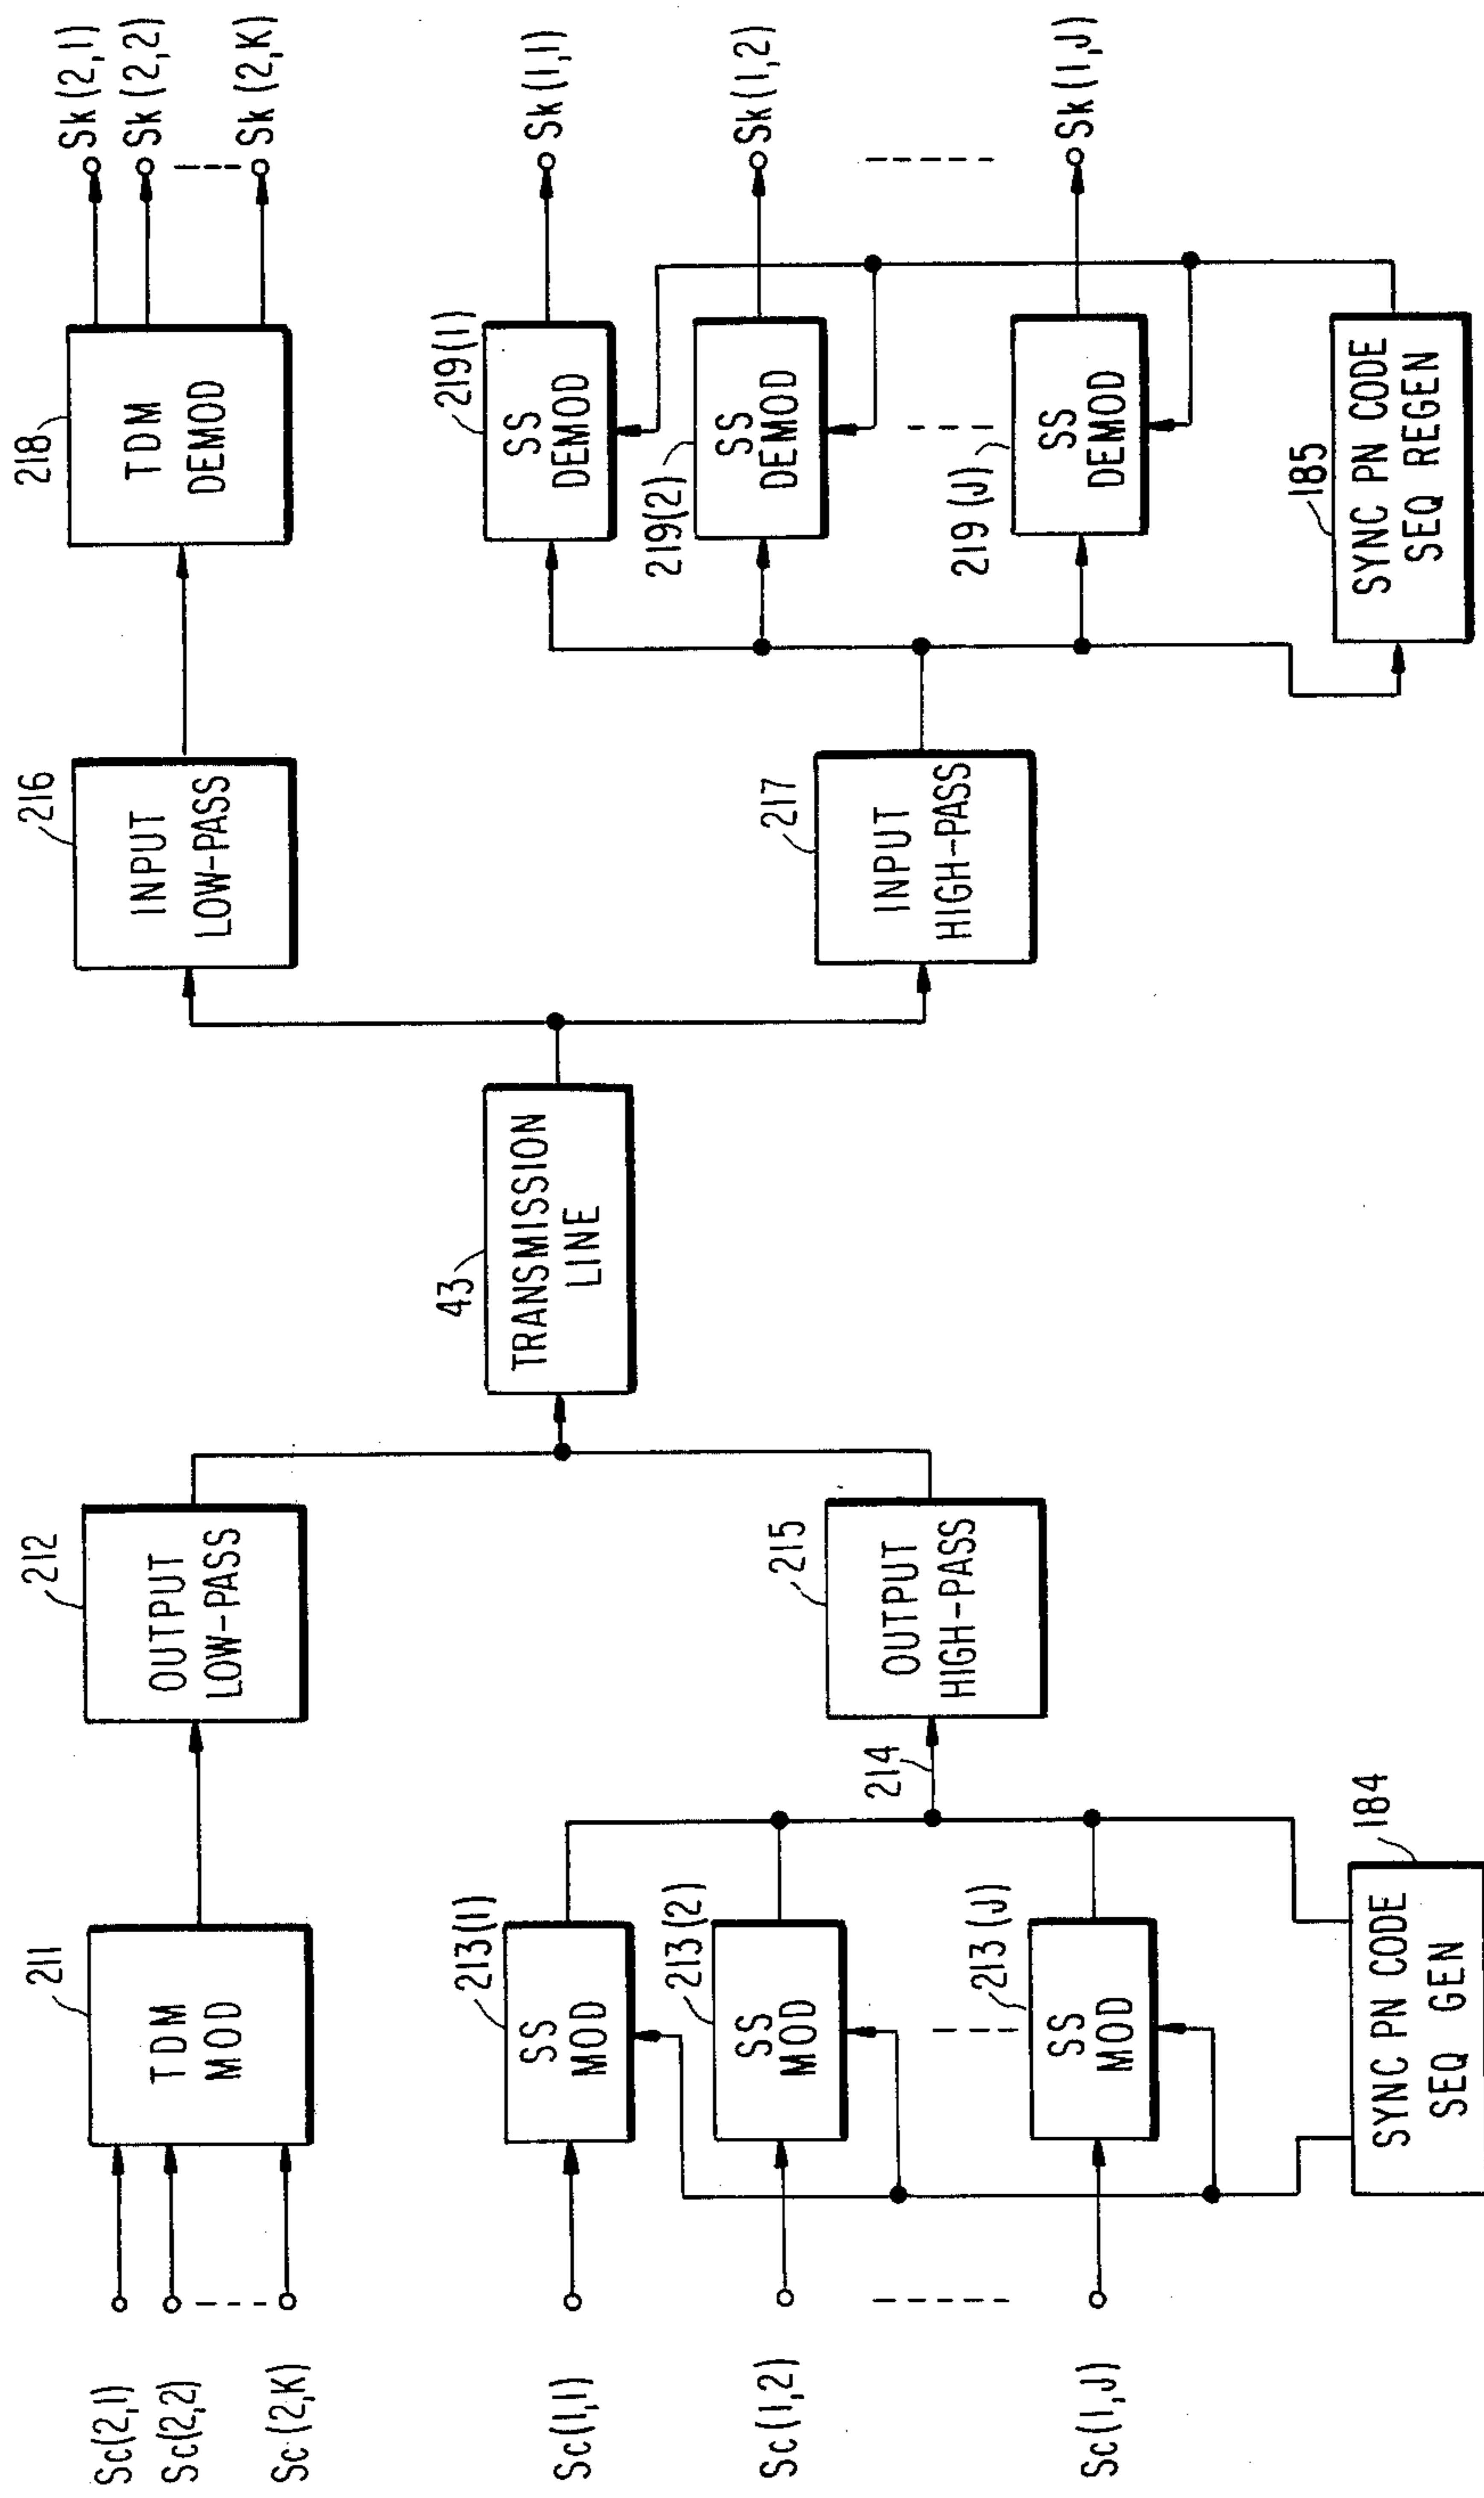 Sc(2,1)
Sc(2,2)
Sc(2,K)
211
TDM
MOD
212
OUTPUT
LOW-PASS
216
INPUT
LOW-PASS
218
TDM
DEMOD
Sk(2,1)
Sk(2,2)
Sk(2,K)
Sc(1,1)
213(1)
SS
MOD
Sc(1,2)
213(2)
SS
MOD
Sc(1,J)
213(J)
SS
MOD
184
SYNC PN CODE
SEQ GEN
214
215
OUTPUT
HIGH-PASS
43
TRANSMISSION
LINE
217
INPUT
HIGH-PASS
219(1)
SS
DEMOD
Sk(1,1)
219(2)
SS
DEMOD
Sk(1,2)
219(J)
SS
DEMOD
Sk(1,J)
185
SYNC PN CODE
SEQ REGEN